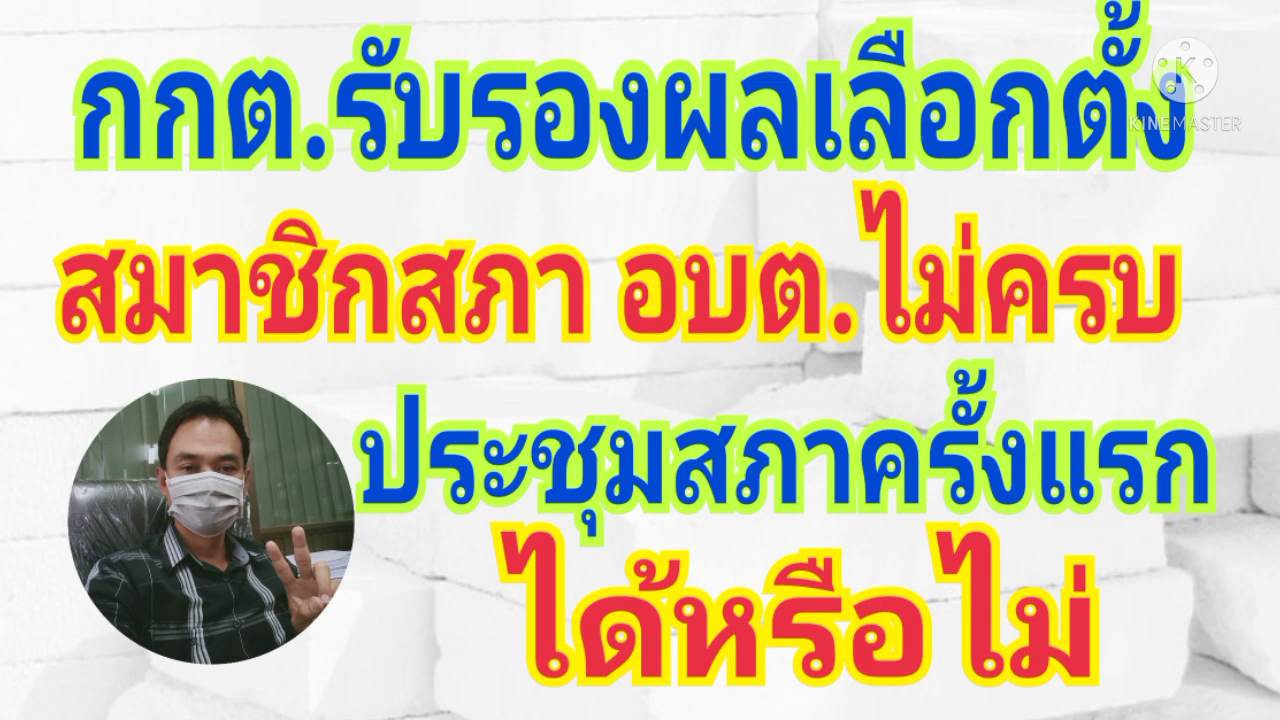 กกต.รับรองผลเลือกตั้ง
K
KINEMASTER
สมาชิกสภา อบต.ไม่ครบ
ประชุมสภาครั้งแรก
ได้หรือไม่